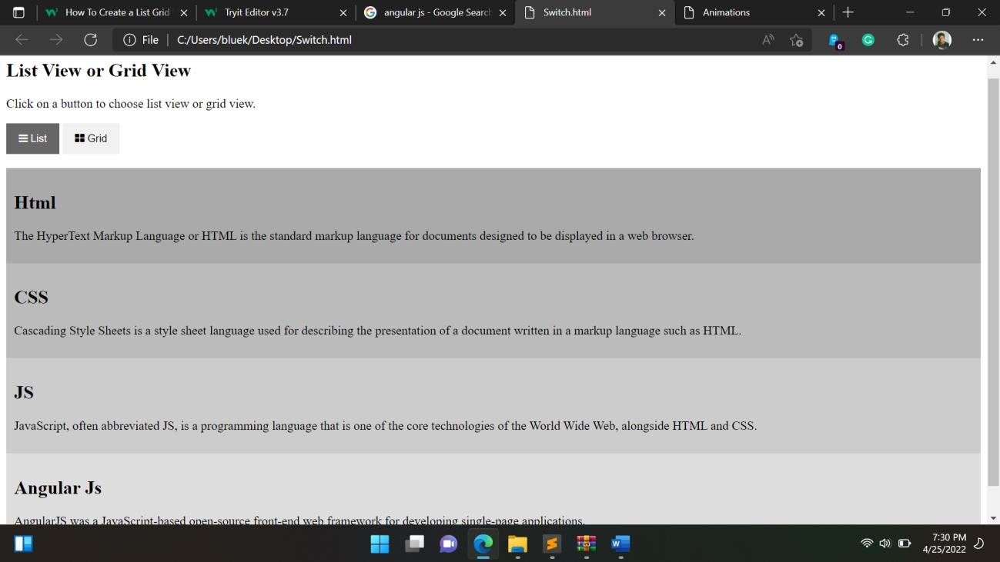 How To Create a List Grid
Tryit Editor v3.7
angular js - Google Search
Switch.html
Animations
File
C:/Users/bluek/Desktop/Switch.html
0
List View or Grid View
Click on a button to choose list view or grid view.
List
Grid
Html
The HyperText Markup Language or HTML is the standard markup language for documents designed to be displayed in a web browser.
CSS
Cascading Style Sheets is a style sheet language used for describing the presentation of a document written in a markup language such as HTML.
JS
JavaScript, often abbreviated JS, is a programming language that is one of the core technologies of the World Wide Web, alongside HTML and CSS.
Angular Js
AngularJS was a JavaScript-based open-source front-end web framework for developing single-page applications.
7:30 PM
4/25/2022